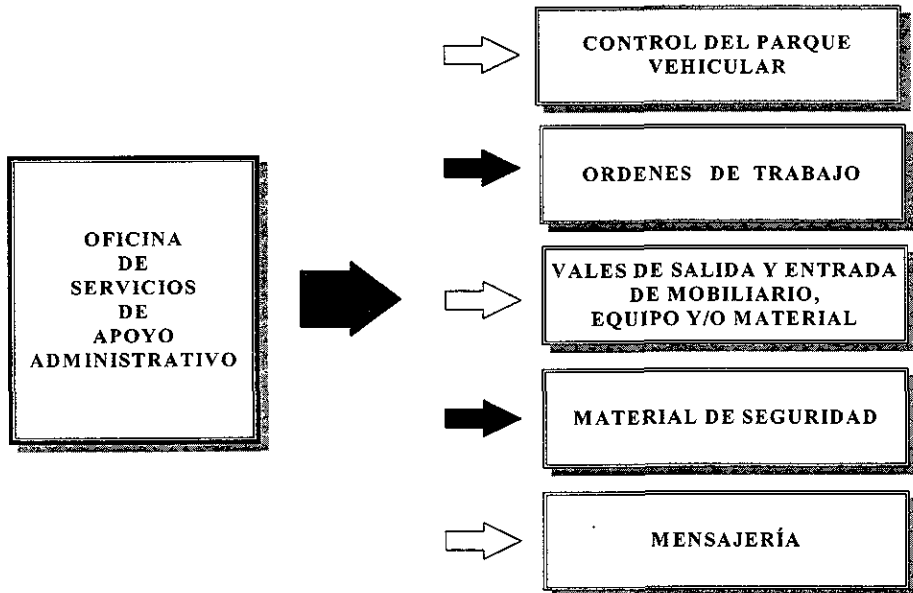 OFICINA
DE
SERVICIOS
DE
APOYO
ADMINISTRATIVO
CONTROL DEL PARQUE
VEHICULAR
ORDENES DE TRABAJO
VALES DE SALIDA Y ENTRADA
DE MOBILIARIO,
EQUIPO Y/O MATERIAL
MATERIAL DE SEGURIDAD
MENSAJERÍA